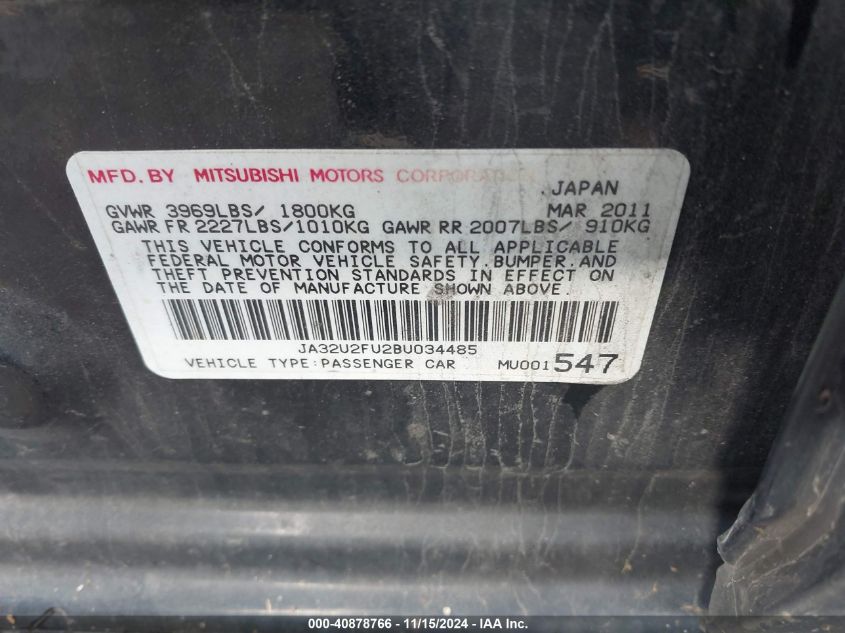 MFD. BY MITSUBISHI MOTORS CORPORATION
.JAPAN
GVWR 3969LBS/ 1800KG MAR 2011
GAWR FR 2227LBS/1010KG GAWR RR 2007LBS/ 910KG
THIS VEHICLE CONFORMS TO ALL APPLICABLE
FEDERAL MOTOR VEHICLE SAFETY.BUMPER.AND
THEFT PREVENTION STANDARDS IN EFFECT ON
THE DATE OF MANUFACTURE SHOWN ABOVE.
JA32U2FU2BU034485
VEHICLE TYPE:PASSENGER CAR MU001547
000-40878766 - 11/15/2024 - IAA Inc.